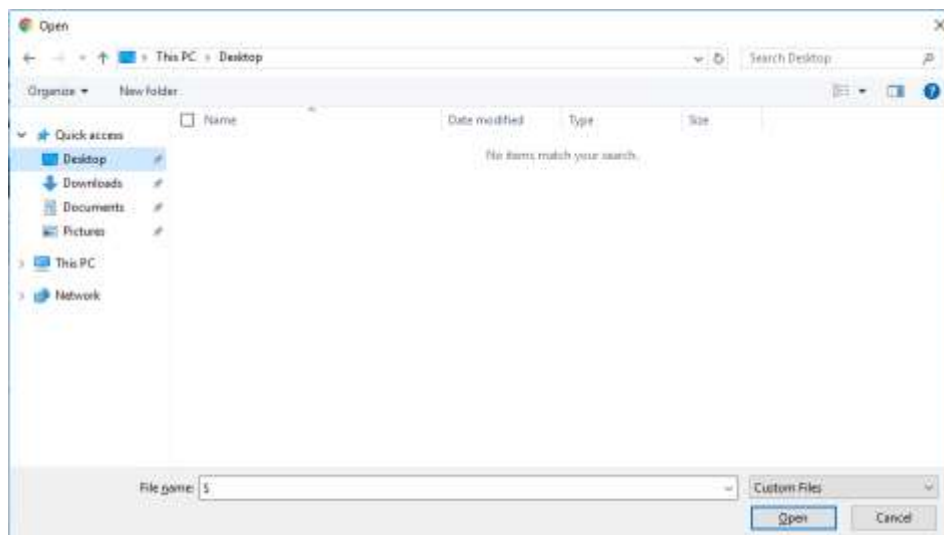 Open
This PC › Desktop
Search Desktop
Organize
New folder
Name
Date modified
Type
Size
No items match your search.
Quick access
Desktop
Downloads
Documents
Pictures
This PC
Network
File name: S
Custom Files
Open
Cancel